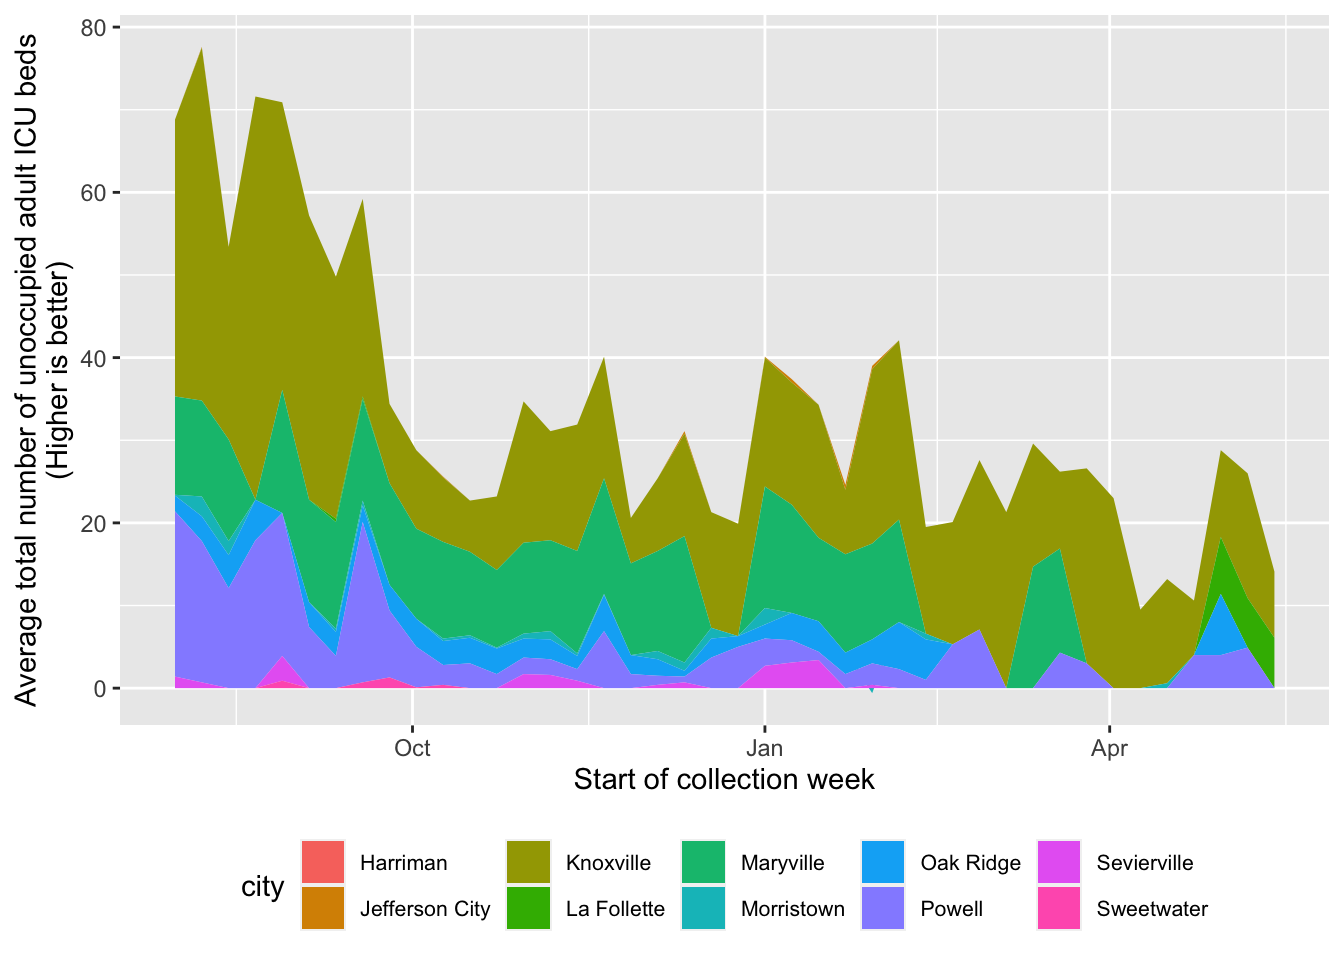 Average total number of unoccupied adult ICU beds
(Higher is better)
80
60
40
20
0
Oct
Jan
Apr
Start of collection week
city
Harriman
Knoxville
Maryville
Oak Ridge
Sevierville
Jefferson City
La Follette
Morristown
Powell
Sweetwater